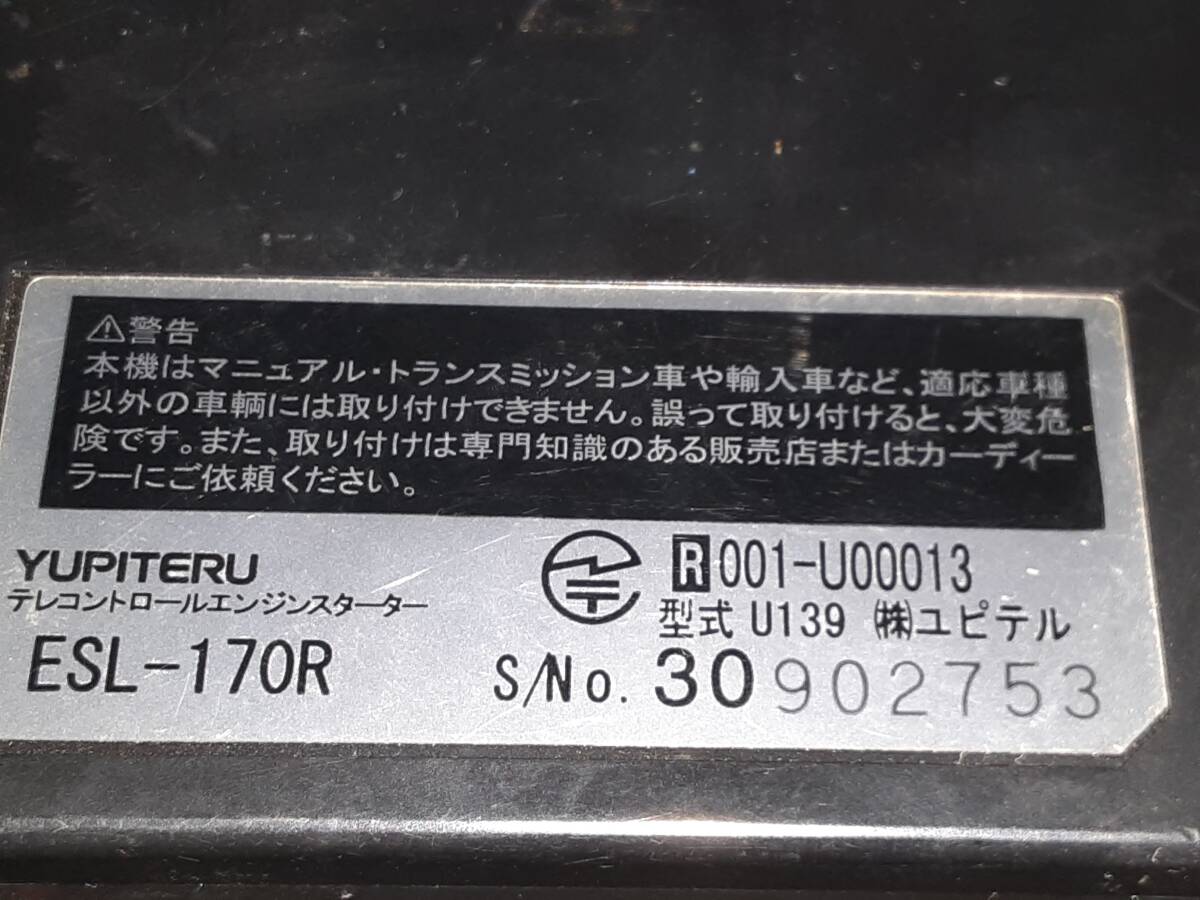 ⚠警告
本機はマニュアル・トランスミッション車や輸入車など、適応車種
以外の車輌には取り付けできません。誤って取り付けると、大変危
険です。また、取り付けは専門知識のある販売店またはカーディー
ラーにご依頼ください。
YUPITERU
テレコントロールエンジンスターター
ESL-170R
R001-U00013
型式 U139 ㈱ユピテル
S/No. 30902753